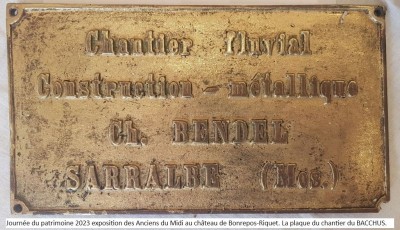 Chantier Fluvial
Construction - métallique
Ch. RENDEL
SARRALBE (Mos.)
Journée du patrimoine 2023 exposition des Anciens du Midi au château de Bonrepos-Riquet. La plaque du chantier du BACCHUS.